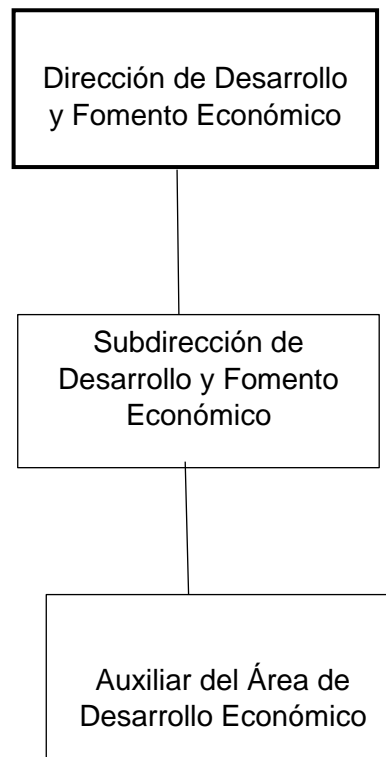 Dirección de Desarrollo
y Fomento Económico
Subdirección de
Desarrollo y Fomento
Económico
Auxiliar del Área de
Desarrollo Económico